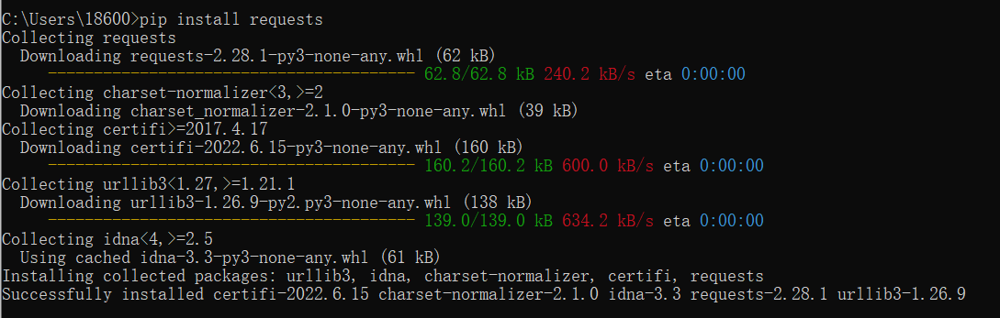 C:\Users\18600>pip install requests
Collecting requests
  Downloading requests-2.28.1-py3-none-any.whl (62 kB)
     ---------------------------------------- 62.8/62.8 kB 240.2 kB/s eta 0:00:00
Collecting charset-normalizer<3,>=2
  Downloading charset_normalizer-2.1.0-py3-none-any.whl (39 kB)
Collecting certifi>=2017.4.17
  Downloading certifi-2022.6.15-py3-none-any.whl (160 kB)
     ---------------------------------------- 160.2/160.2 kB 600.0 kB/s eta 0:00:00
Collecting urllib3<1.27,>=1.21.1
  Downloading urllib3-1.26.9-py2.py3-none-any.whl (138 kB)
     ---------------------------------------- 139.0/139.0 kB 634.2 kB/s eta 0:00:00
Collecting idna<4,>=2.5
  Using cached idna-3.3-py3-none-any.whl (61 kB)
Installing collected packages: urllib3, idna, charset-normalizer, certifi, requests
Successfully installed certifi-2022.6.15 charset-normalizer-2.1.0 idna-3.3 requests-2.28.1 urllib3-1.26.9